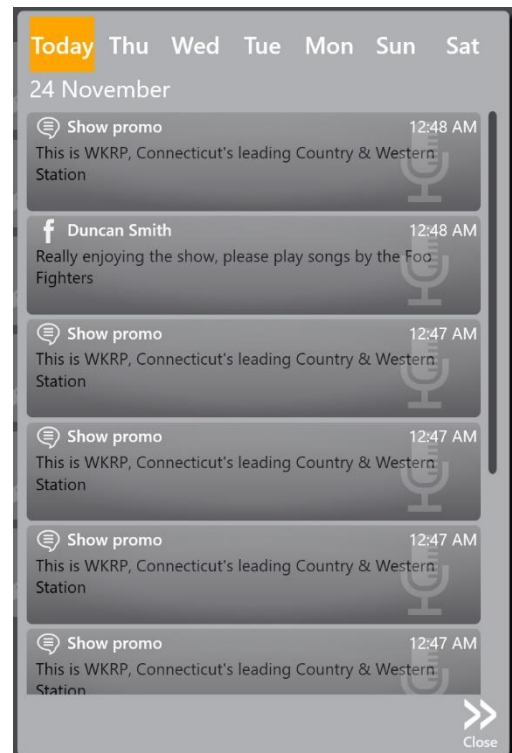 Today Thu Wed Tue Mon Sun Sat
24 November
Show promo 12:48 AM
This is WKRP, Connecticut's leading Country & Western
Station
Duncan Smith 12:48 AM
Really enjoying the show, please play songs by the Foo
Fighters
Show promo 12:47 AM
This is WKRP, Connecticut's leading Country & Western
Station
Show promo 12:47 AM
This is WKRP, Connecticut's leading Country & Western
Station
Show promo 12:47 AM
This is WKRP, Connecticut's leading Country & Western
Station
Show promo 12:47 AM
This is WKRP, Connecticut's leading Country & Western
Station
Close